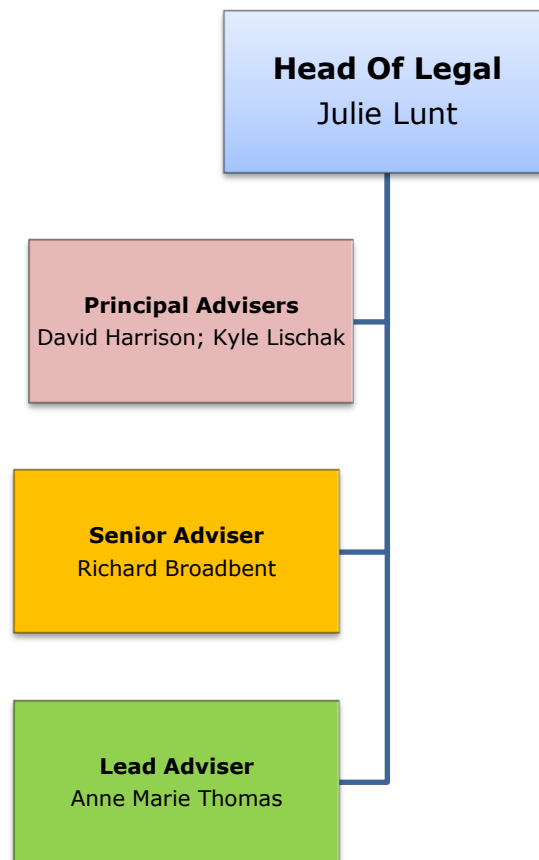 Head Of Legal
Julie Lunt
Principal Advisers
David Harrison; Kyle Lischak
Senior Adviser
Richard Broadbent
Lead Adviser
Anne Marie Thomas